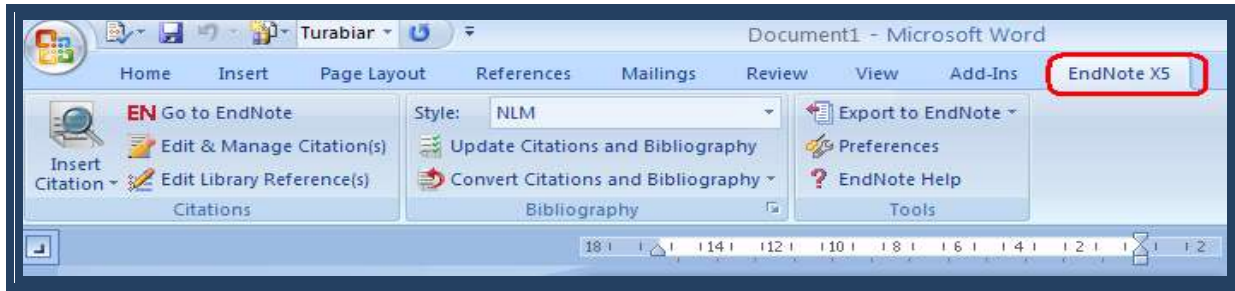 Turabiar
Document1 - Microsoft Word
Home Insert Page Layout References Mailings Review View Add-Ins EndNote X5
Insert Citation
EN Go to EndNote
Edit & Manage Citation(s)
Edit Library Reference(s)
Citations
Style: NLM
Update Citations and Bibliography
Convert Citations and Bibliography
Bibliography
Export to EndNote
Preferences
? EndNote Help
Tools
18 14 12 10 8 6 4 2 2